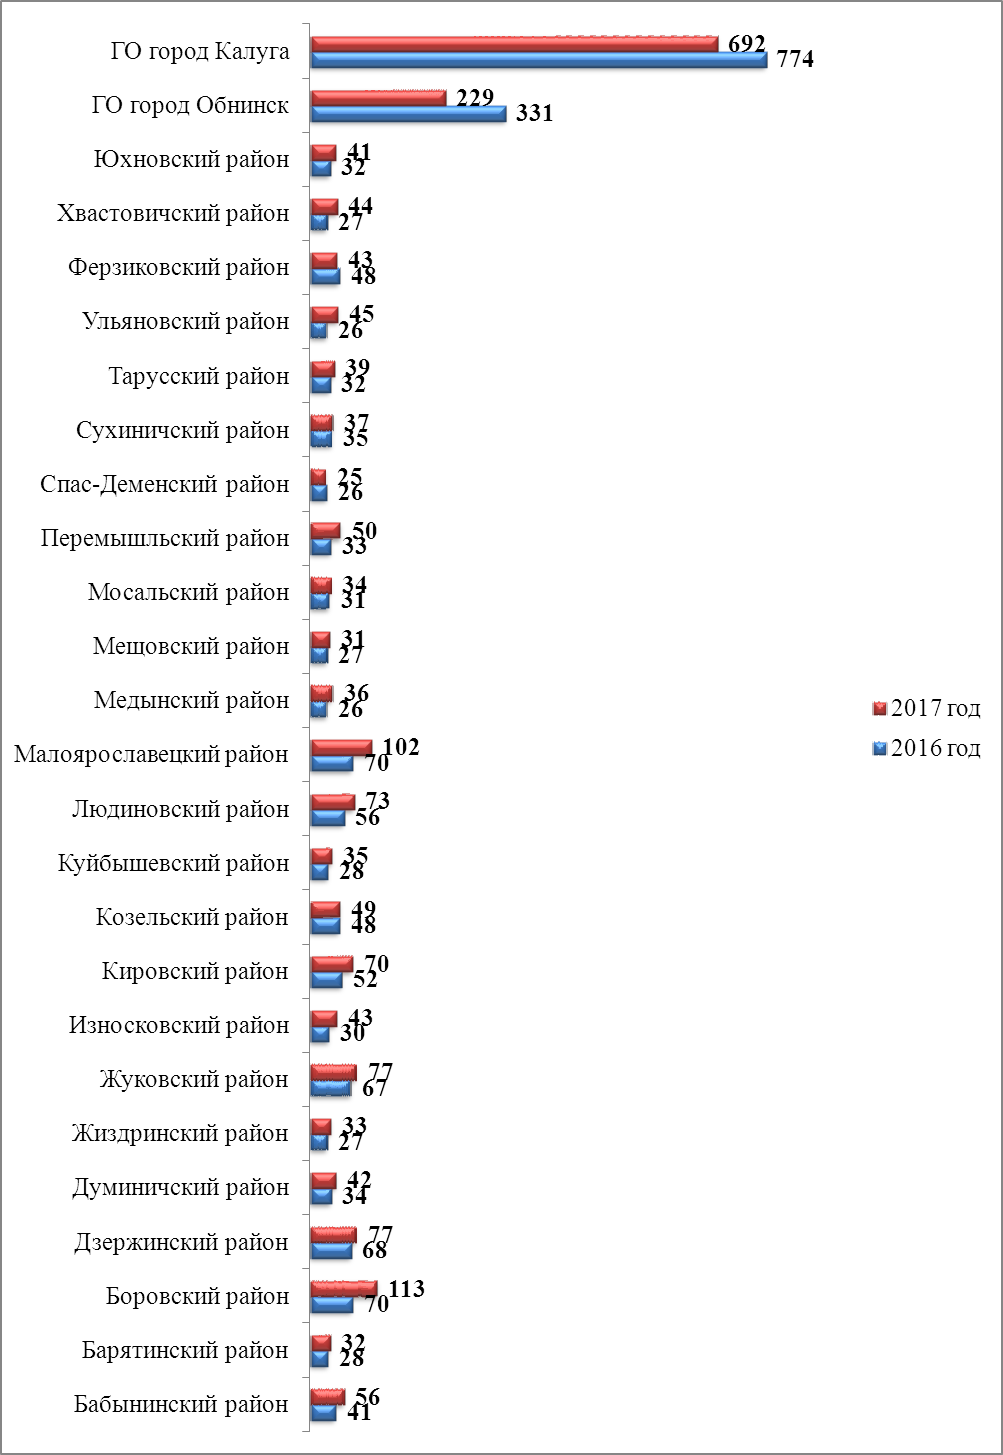 ГО город Калуга 692
774
ГО город Обнинск 229
331
Юхновский район 41
32
Хвастовичский район 44
27
Ферзиковский район 43
48
Ульяновский район 45
26
Тарусский район 39
32
Сухиничский район 37
35
Спас-Деменский район 25
26
Перемышльский район 50
33
Мосальский район 34
31
Мещовский район 31
27
Медынский район 36
26
2017 год
2016 год
Малоярославецкий район 102
70
Людиновский район 73
56
Куйбышевский район 35
28
Козельский район 49
48
Кировский район 70
52
Износковский район 43
30
Жуковский район 77
67
Жиздринский район 33
27
Думиничский район 42
34
Дзержинский район 77
68
Боровский район 113
70
Барятинский район 32
28
Бабынинский район 56
41